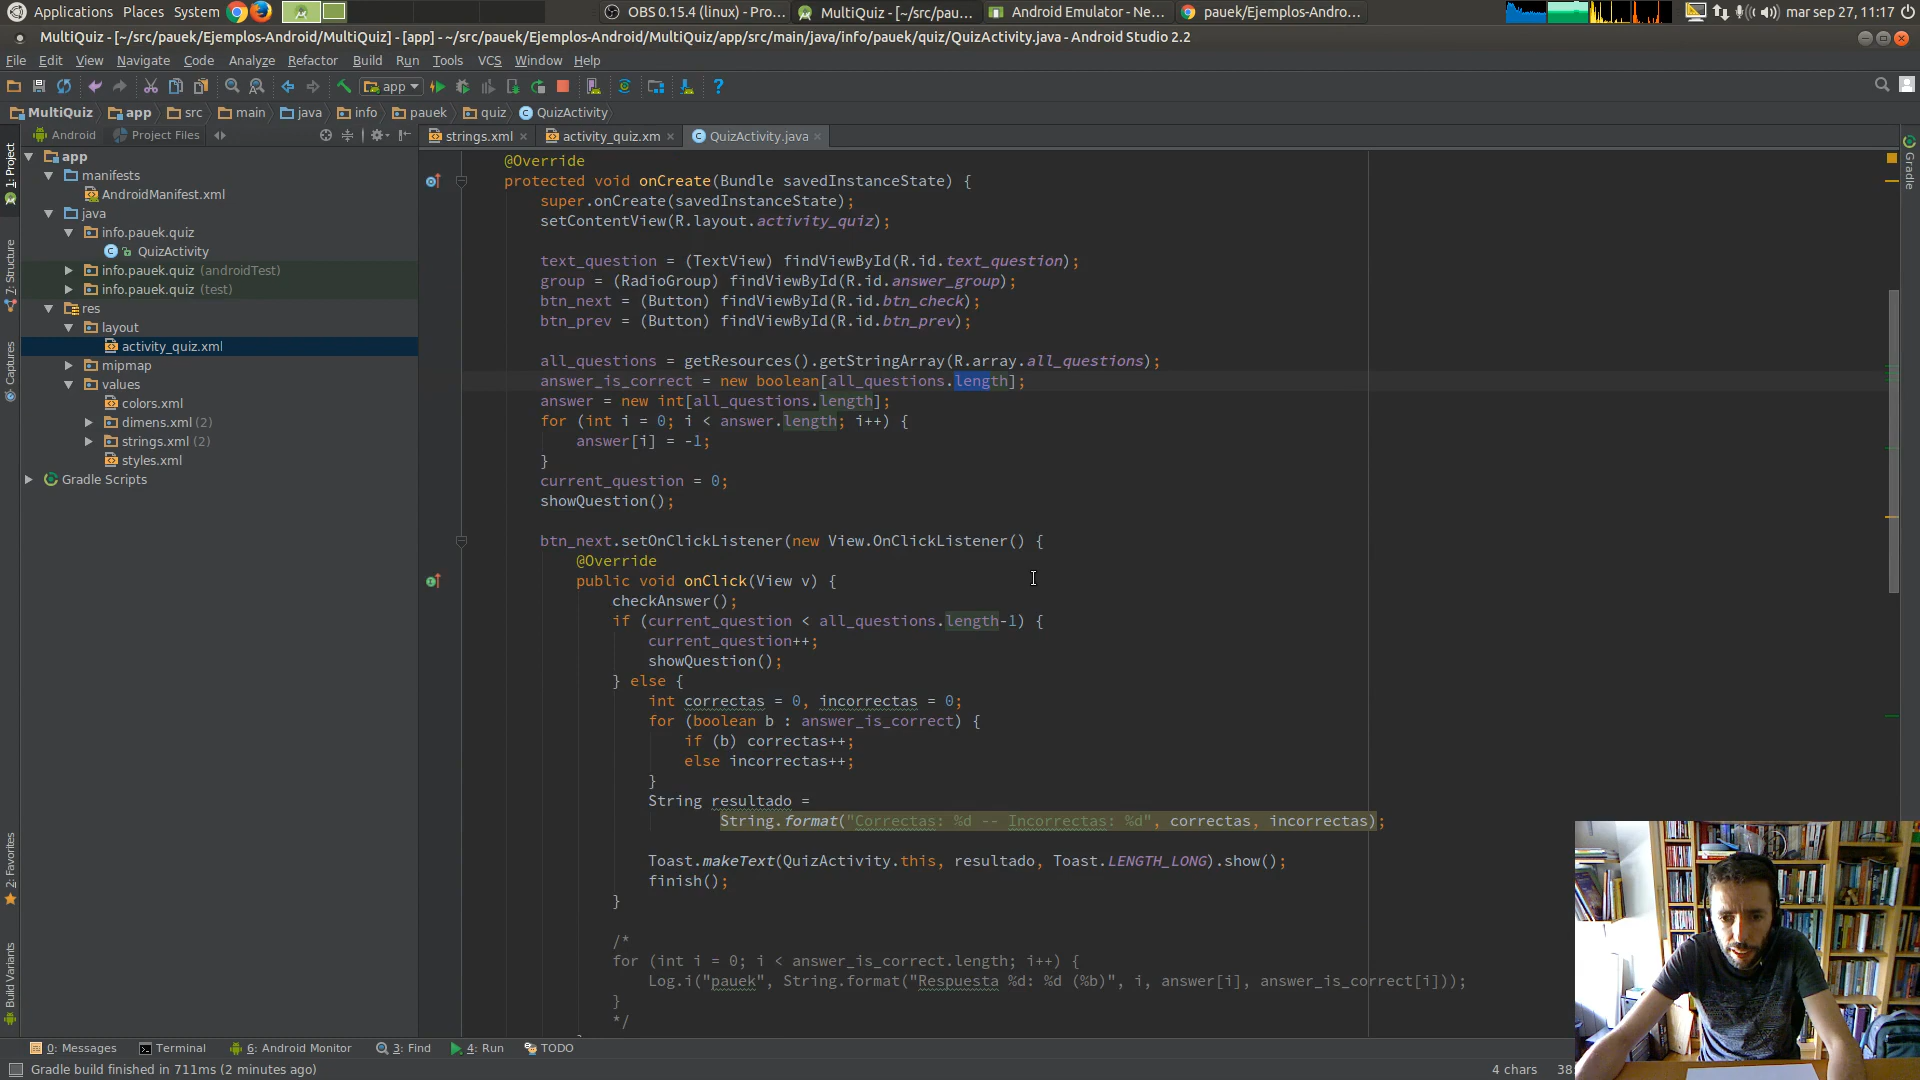 Applications Places System OBS 0.15.4 (linux) - Pro... MultiQuiz - [~/src/pau... Android Emulator - Ne... pauek/Ejemplos-Andro... mar sep 27, 11:17
MultiQuiz - [~/src/pauek/Ejemplos-Android/MultiQuiz] - [app] - ~/src/pauek/Ejemplos-Android/MultiQuiz/app/src/main/java/info/pauek/quiz/QuizActivity.java - Android Studio 2.2
File Edit View Navigate Code Analyze Refactor Build Run Tools VCS Window Help
app
MultiQuiz app src main java info pauek quiz QuizActivity
Android Project Files
strings.xml activity_quiz.xm QuizActivity.java
1: Project
7: Structure
Captures
2: Favorites
Build Variants
Gradle
app
manifests
AndroidManifest.xml
java
info.pauek.quiz
QuizActivity
info.pauek.quiz (androidTest)
info.pauek.quiz (test)
res
layout
activity_quiz.xml
mipmap
values
colors.xml
dimens.xml (2)
strings.xml (2)
styles.xml
Gradle Scripts
@Override
protected void onCreate(Bundle savedInstanceState) {
super.onCreate(savedInstanceState);
setContentView(R.layout.activity_quiz);
text_question = (TextView) findViewById(R.id.text_question);
group = (RadioGroup) findViewById(R.id.answer_group);
btn_next = (Button) findViewById(R.id.btn_check);
btn_prev = (Button) findViewById(R.id.btn_prev);
all_questions = getResources().getStringArray(R.array.all_questions);
answer_is_correct = new boolean[all_questions.length];
answer = new int[all_questions.length];
for (int i = 0; i < answer.length; i++) {
answer[i] = -1;
}
current_question = 0;
showQuestion();
btn_next.setOnClickListener(new View.OnClickListener() {
@Override
public void onClick(View v) {
checkAnswer();
if (current_question < all_questions.length-1) {
current_question++;
showQuestion();
} else {
int correctas = 0, incorrectas = 0;
for (boolean b : answer_is_correct) {
if (b) correctas++;
else incorrectas++;
}
String resultado =
String.format("Correctas: %d -- Incorrectas: %d", correctas, incorrectas);
Toast.makeText(QuizActivity.this, resultado, Toast.LENGTH_LONG).show();
finish();
}
/*
for (int i = 0; i < answer_is_correct.length; i++) {
Log.i("pauek", String.format("Respuesta %d: %d (%b)", i, answer[i], answer_is_correct[i]));
}
*/
0: Messages Terminal 6: Android Monitor 3: Find 4: Run TODO
Gradle build finished in 711ms (2 minutes ago) 4 chars